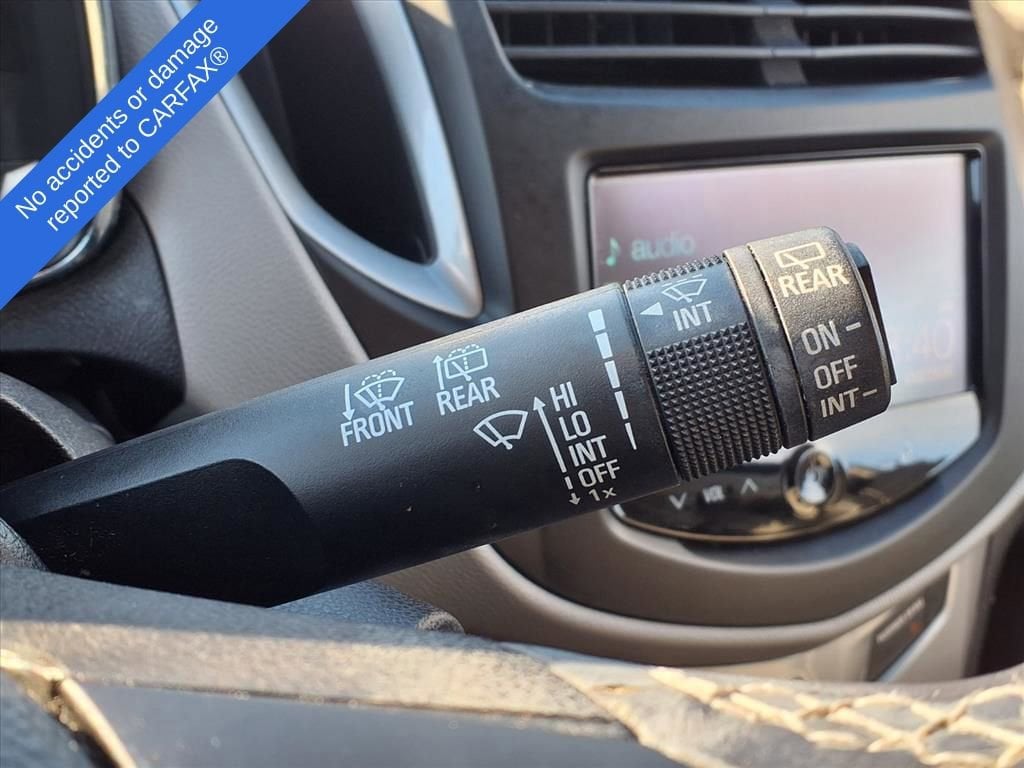 No accidents or damage
reported to CARFAX®
audio
REAR
ON
OFF
INT
INT
REAR
FRONT
HI
LO
INT
OFF
1x
VOL